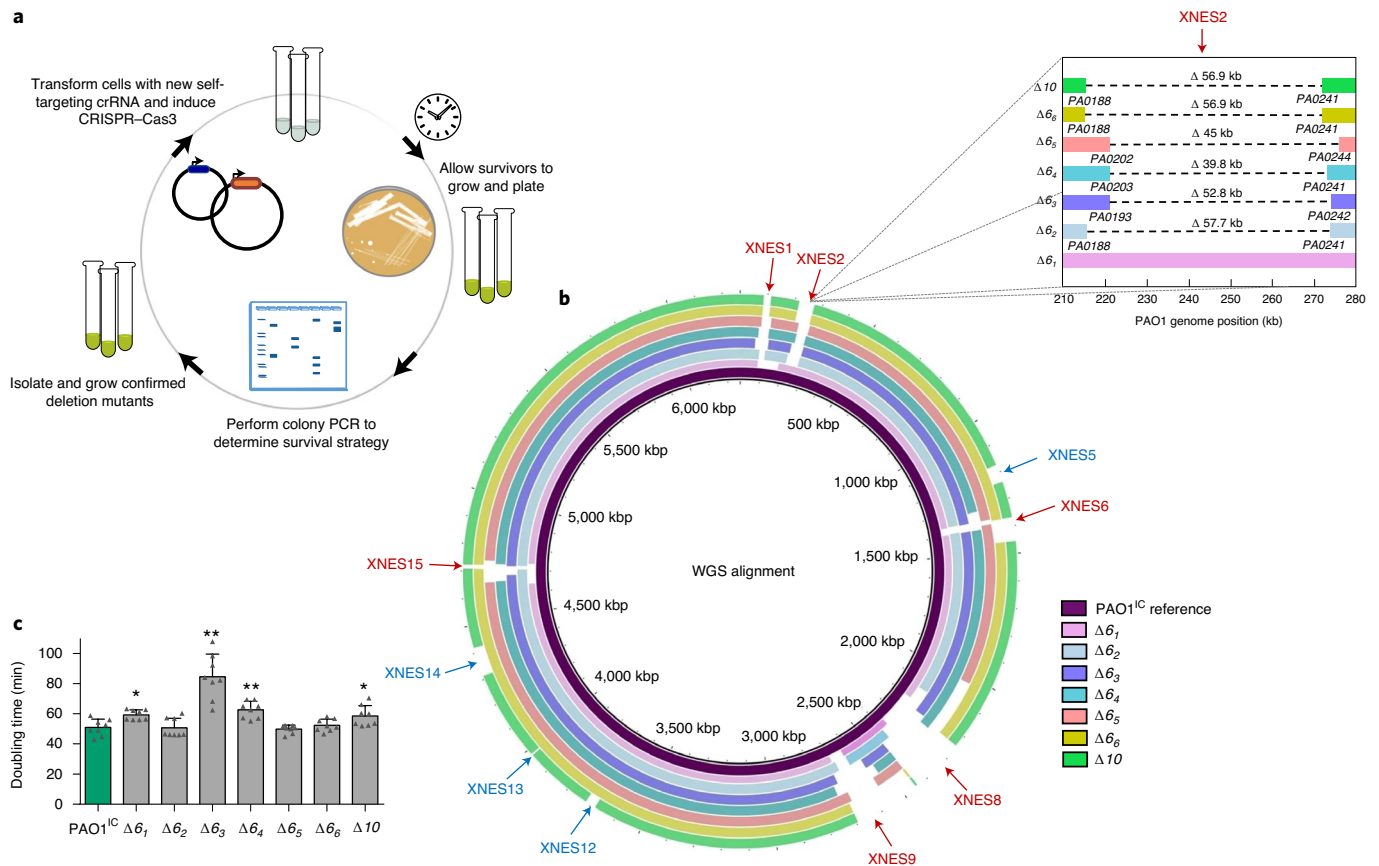 a
Transform cells with new self-
targeting crRNA and induce
CRISPR–Cas3
Allow survivors to
grow and plate
Perform colony PCR to
determine survival strategy
Isolate and grow confirmed
deletion mutants
XNES2
Δ10
Δ 56.9 kb
PA0188
PA0241
Δ6₆
Δ 56.9 kb
PA0188
PA0241
Δ6₅
Δ 45 kb
PA0202
PA0244
Δ6₄
Δ 39.8 kb
PA0203
PA0241
Δ6₃
Δ 52.8 kb
PA0193
PA0242
Δ6₂
Δ 57.7 kb
PA0188
PA0241
Δ6₁
210 220 230 240 250 260 270 280
PAO1 genome position (kb)
b
XNES1
XNES2
XNES5
XNES6
XNES8
XNES9
XNES12
XNES13
XNES14
XNES15
500 kbp
1,000 kbp
1,500 kbp
2,000 kbp
2,500 kbp
3,000 kbp
3,500 kbp
4,000 kbp
4,500 kbp
5,000 kbp
5,500 kbp
6,000 kbp
WGS alignment
PAO1ᴵᶜ reference
Δ6₁
Δ6₂
Δ6₃
Δ6₄
Δ6₅
Δ6₆
Δ10
c
Doubling time (min)
100
80
60
40
20
0
*
**
**
*
PAO1ᴵᶜ Δ6₁ Δ6₂ Δ6₃ Δ6₄ Δ6₅ Δ6₆ Δ10